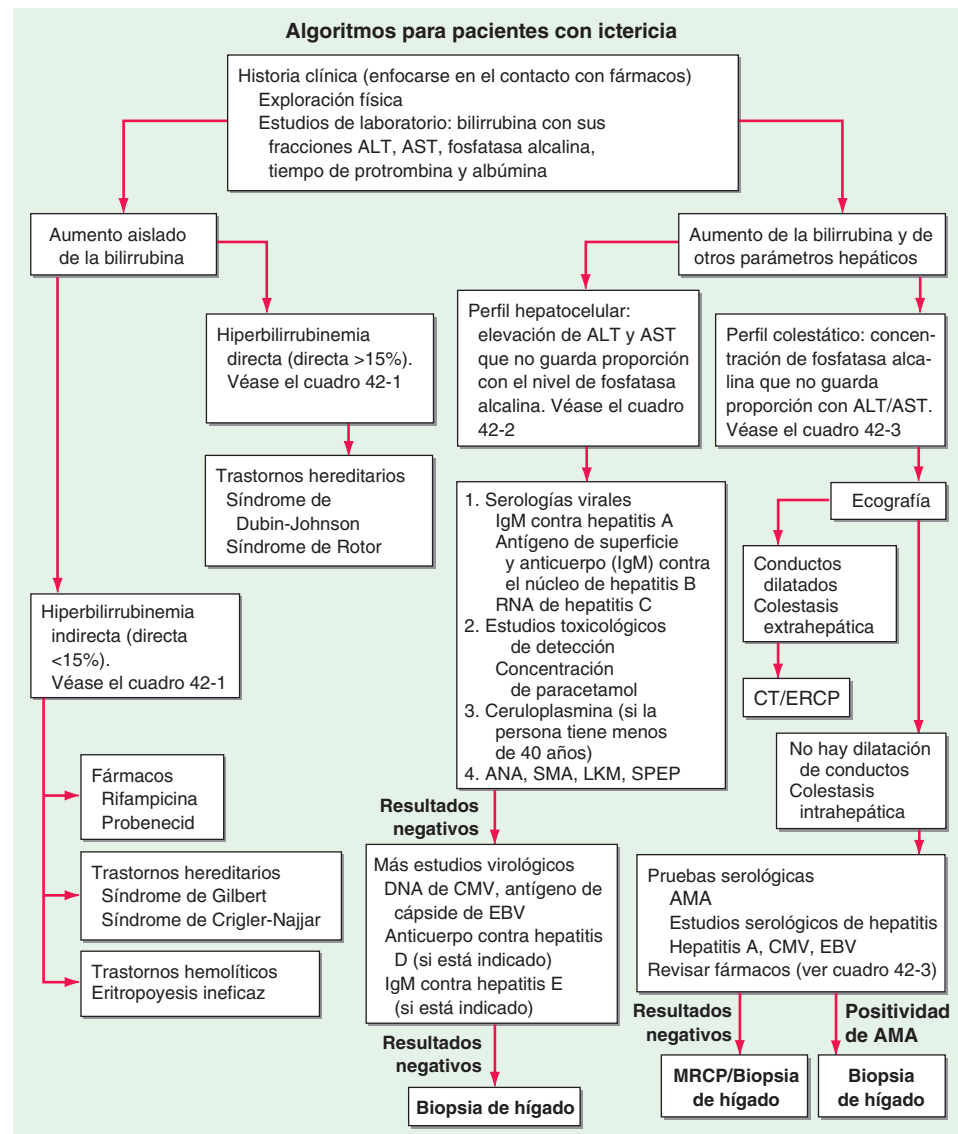 Algoritmos para pacientes con ictericia
Historia clínica (enfocarse en el contacto con fármacos)
Exploración física
Estudios de laboratorio: bilirrubina con sus
fracciones ALT, AST, fosfatasa alcalina,
tiempo de protrombina y albúmina
Aumento aislado
de la bilirrubina
Aumento de la bilirrubina y de
otros parámetros hepáticos
Hiperbilirrubinemia
directa (directa >15%).
Véase el cuadro 42-1
Perfil hepatocelular:
elevación de ALT y AST
que no guarda proporción
con el nivel de fosfatasa
alcalina. Véase el cuadro
42-2
Perfil colestático: concen-
tración de fosfatasa alca-
lina que no guarda
proporción con ALT/AST.
Véase el cuadro 42-3
Trastornos hereditarios
Síndrome de
Dubin-Johnson
Síndrome de Rotor
1. Serologías virales
IgM contra hepatitis A
Antígeno de superficie
y anticuerpo (IgM) contra
el núcleo de hepatitis B
RNA de hepatitis C
2. Estudios toxicológicos
de detección
Concentración
de paracetamol
3. Ceruloplasmina (si la
persona tiene menos
de 40 años)
4. ANA, SMA, LKM, SPEP
Ecografía
Conductos
dilatados
Colestasis
extrahepática
CT/ERCP
Hiperbilirrubinemia
indirecta (directa
<15%).
Véase el cuadro 42-1
No hay dilatación
de conductos
Colestasis
intrahepática
Fármacos
Rifampicina
Probenecid
Trastornos hereditarios
Síndrome de Gilbert
Síndrome de Crigler-Najjar
Trastornos hemolíticos
Eritropoyesis ineficaz
Resultados
negativos
Más estudios virológicos
DNA de CMV, antígeno de
cápside de EBV
Anticuerpo contra hepatitis
D (si está indicado)
IgM contra hepatitis E
(si está indicado)
Resultados
negativos
Biopsia de hígado
Pruebas serológicas
AMA
Estudios serológicos de hepatitis
Hepatitis A, CMV, EBV
Revisar fármacos (ver cuadro 42-3)
Resultados
negativos
Positividad
de AMA
MRCP/Biopsia
de hígado
Biopsia
de hígado